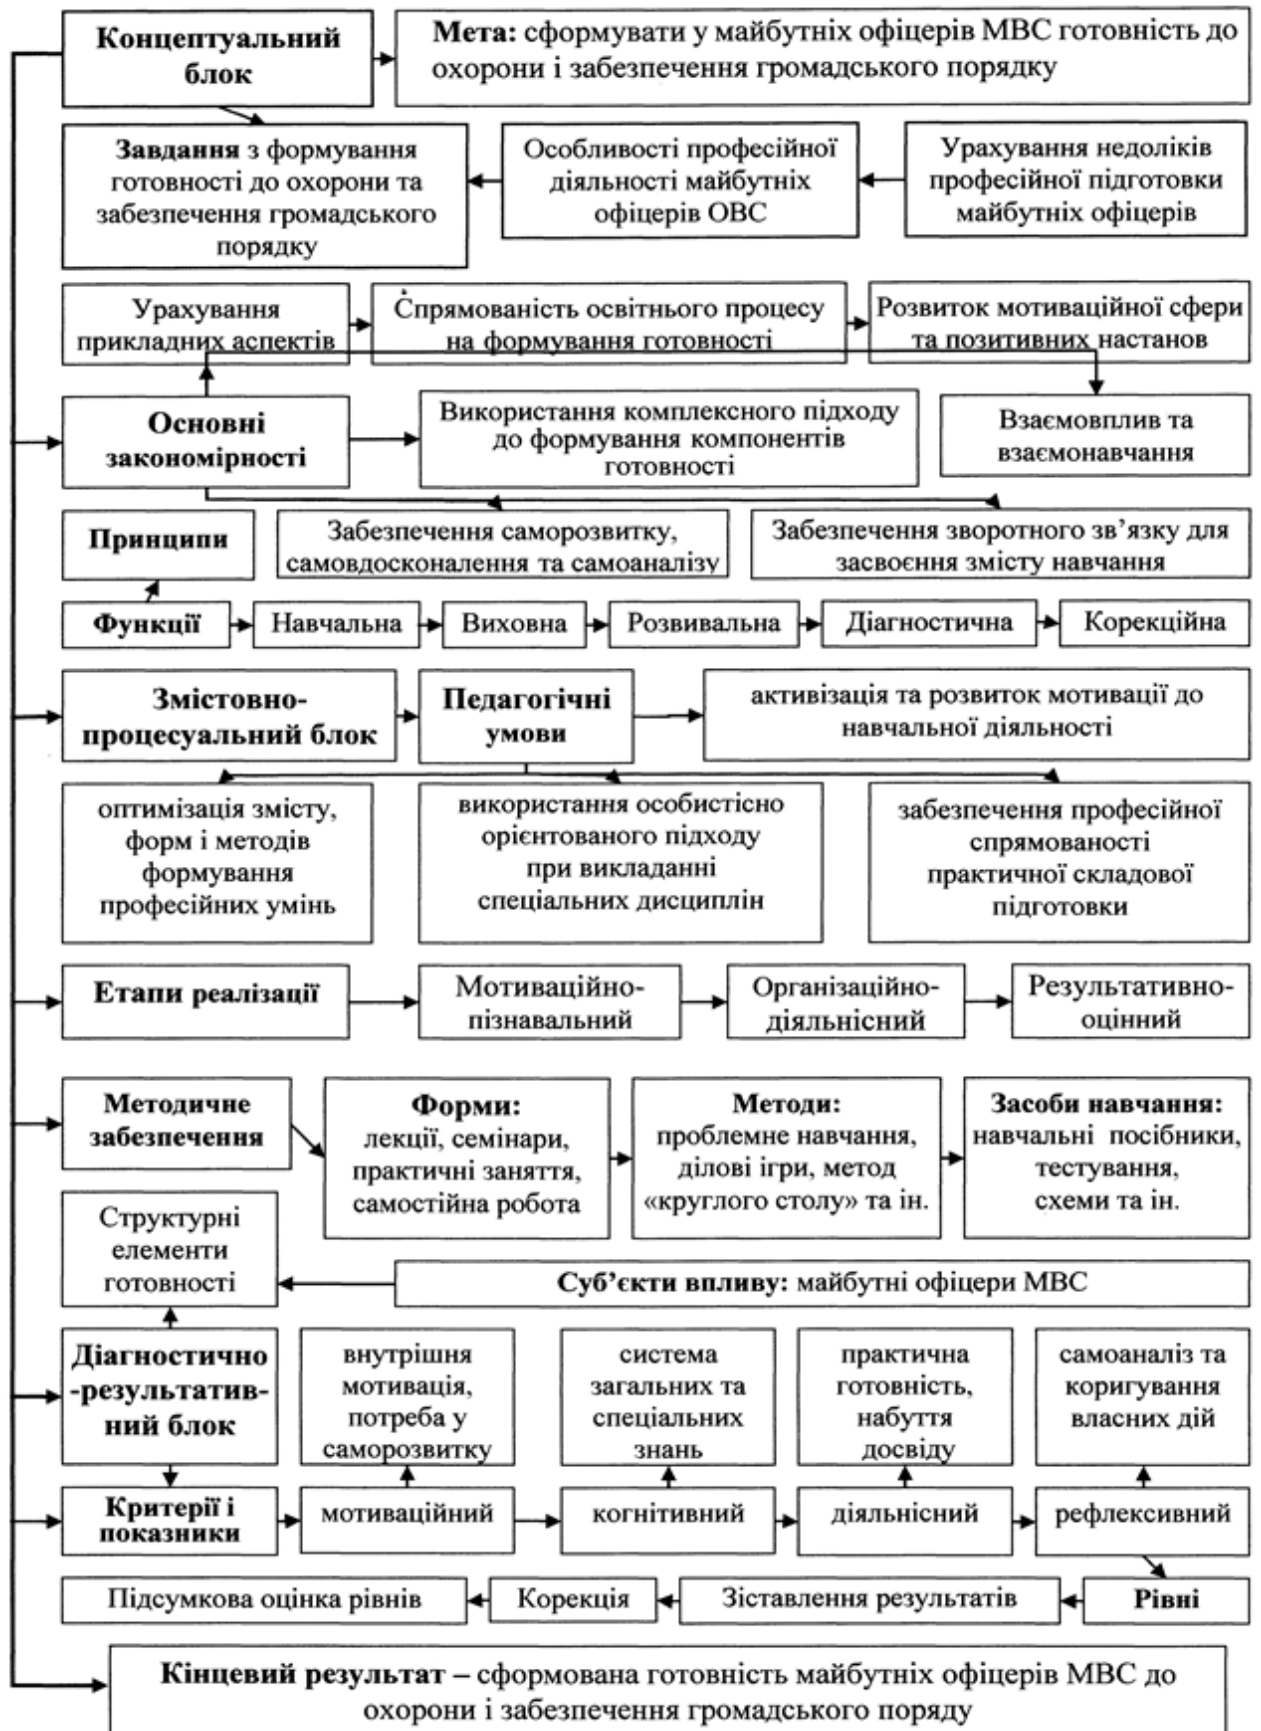 Концептуальний
блок
Мета: сформувати у майбутніх офіцерів МВС готовність до
охорони і забезпечення громадського порядку
Завдання з формування
готовності до охорони та
забезпечення громадського
порядку
Особливості професійної
діяльності майбутніх
офіцерів ОВС
Урахування недоліків
професійної підготовки
майбутніх офіцерів
Урахування
прикладних аспектів
Спрямованість освітнього процесу
на формування готовності
Розвиток мотиваційної сфери
та позитивних настанов
Основні
закономірності
Використання комплексного підходу
до формування компонентів
готовності
Взаємовплив та
взаємонавчання
Принципи
Забезпечення саморозвитку,
самовдосконалення та самоаналізу
Забезпечення зворотного зв’язку для
засвоєння змісту навчання
Функції
Навчальна
Виховна
Розвивальна
Діагностична
Корекційна
Змістовно-
процесуальний блок
Педагогічні
умови
активізація та розвиток мотивації до
навчальної діяльності
оптимізація змісту,
форм і методів
формування
професійних умінь
використання особистісно
орієнтованого підходу
при викладанні
спеціальних дисциплін
забезпечення професійної
спрямованості
практичної складової
підготовки
Етапи реалізації
Мотиваційно-
пізнавальний
Організаційно-
діяльнісний
Результативно-
оцінний
Методичне
забезпечення
Форми:
лекції, семінари,
практичні заняття,
самостійна робота
Методи:
проблемне навчання,
ділові ігри, метод
«круглого столу» та ін.
Засоби навчання:
навчальні посібники,
тестування,
схеми та ін.
Структурні
елементи
готовності
Суб’єкти впливу: майбутні офіцери МВС
Діагностично
-результатив-
ний блок
внутрішня
мотивація,
потреба у
саморозвитку
система
загальних та
спеціальних
знань
практична
готовність,
набуття
досвіду
самоаналіз та
коригування
власних дій
Критерії і
показники
мотиваційний
когнітивний
діяльнісний
рефлексивний
Підсумкова оцінка рівнів
Корекція
Зіставлення результатів
Рівні
Кінцевий результат – сформована готовність майбутніх офіцерів МВС до
охорони і забезпечення громадського поряду